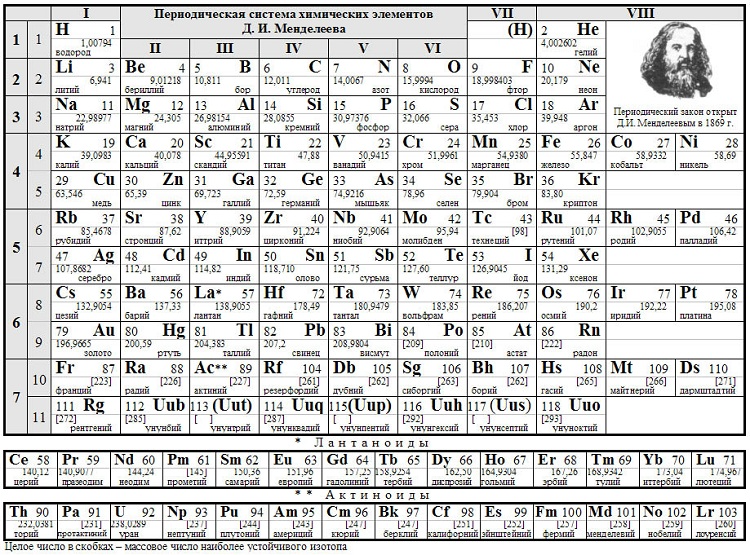 I Периодическая система химических элементов VII VIII
Д. И. Менделеева
II III IV V VI
1 1 H 1 (H) 2 He
1,00794 4,002602
водород гелий
2 2 Li 3 Be 4 5 B 6 C 7 N 8 O 9 F 10 Ne
6,941 9,01218 10,811 12,011 14,0067 15,9994 18,998403 20,179
литий бериллий бор углерод азот кислород фтор неон
3 3 Na 11 Mg 12 13 Al 14 Si 15 P 16 S 17 Cl 18 Ar Периодический закон открыт
22,98977 24,305 26,98154 28,0855 30,97376 32,066 35,453 39,948 Д.И. Менделеевым в 1869 г.
натрий магний алюминий кремний фосфор сера хлор аргон
4 4 K 19 Ca 20 Sc 21 Ti 22 V 23 Cr 24 Mn 25 Fe 26 Co 27 Ni 28
39,0983 40,078 44,95591 47,88 50,9415 51,9961 54,9380 55,847 58,9332 58,69
калий кальций скандий титан ванадий хром марганец железо кобальт никель
5 29 Cu 30 Zn 31 Ga 32 Ge 33 As 34 Se 35 Br 36 Kr
63,546 65,39 69,723 72,59 74,9216 78,96 79,904 83,80
медь цинк галлий германий мышьяк селен бром криптон
5 6 Rb 37 Sr 38 Y 39 Zr 40 Nb 41 Mo 42 Tc 43 Ru 44 Rh 45 Pd 46
85,4678 87,62 88,9059 91,224 92,9064 95,94 [98] 101,07 102,9055 106,42
рубидий стронций иттрий цирконий ниобий молибден технеций рутений родий палладий
7 47 Ag 48 Cd 49 In 50 Sn 51 Sb 52 Te 53 I 54 Xe
107,8682 112,41 114,82 118,710 121,75 127,60 126,9045 131,29
серебро кадмий индий олово сурьма теллур йод ксенон
6 8 Cs 55 Ba 56 La* 57 Hf 72 Ta 73 W 74 Re 75 Os 76 Ir 77 Pt 78
132,9054 137,33 138,9055 178,49 180,9479 183,85 186,207 190,2 192,22 195,08
цезий барий лантан гафний тантал вольфрам рений осмий иридий платина
9 79 Au 80 Hg 81 Tl 82 Pb 83 Bi 84 Po 85 At 86 Rn
196,9665 200,59 204,383 207,2 208,9804 [209] [210] [222]
золото ртуть таллий свинец висмут полоний астат радон
7 10 Fr 87 Ra 88 Ac** 89 Rf 104 Db 105 Sg 106 Bh 107 Hs 108 Mt 109 Ds 110
[223] [226] [227] [261] [262] [263] [262] [265] [266] [271]
франций радий актиний резерфордий дубний сиборгий борий гасий майтнерий дармштадтий
11 111 Rg 112 Uub 113 (Uut) 114 Uuq 115 (Uup) 116 Uuh 117 (Uus) 118 Uuo
[272] [285] [ ] [287] [ ] [292] [ ]
рентгений унунбий унунтрий унунквадий унунпентий унунгексий унунсептий унуноктий
* Лантаноиды
Ce 58 Pr 59 Nd 60 Pm 61 Sm 62 Eu 63 Gd 64 Tb 65 Dy 66 Ho 67 Er 68 Tm 69 Yb 70 Lu 71
140,12 140,9077 144,24 [145] 150,36 151,96 157,25 158,9254 162,50 164,9304 167,26 168,9342 173,04 174,967
церий празеодим неодим прометий самарий европий гадолиний тербий диспрозий гольмий эрбий тулий иттербий лютеций
** Актиноиды
Th 90 Pa 91 U 92 Np 93 Pu 94 Am 95 Cm 96 Bk 97 Cf 98 Es 99 Fm 100 Md 101 No 102 Lr 103
232,0381 [231] 238,0289 [237] [244] [243] [247] [247] [251] [252] [257] [258] [259] [260]
торий протактиний уран нептуний плутоний америций кюрий берклий калифорний эйнштейний фермий менделевий нобелий лоуренсий
Целое число в скобках – массовое число наиболее устойчивого изотопа